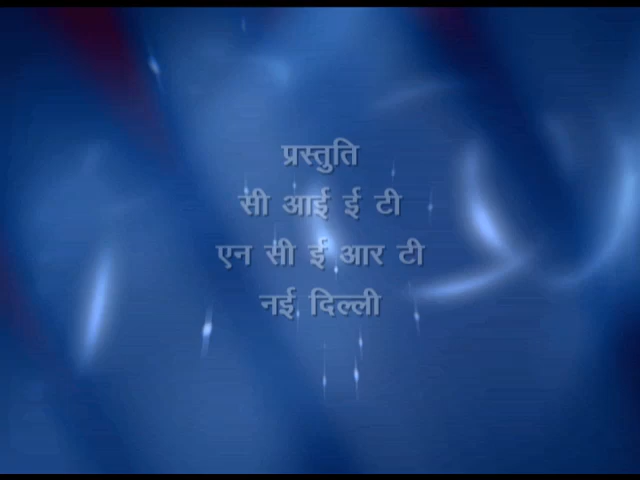 प्रस्तुति
सी आई ई टी
एन सी ई आर टी
नई दिल्ली